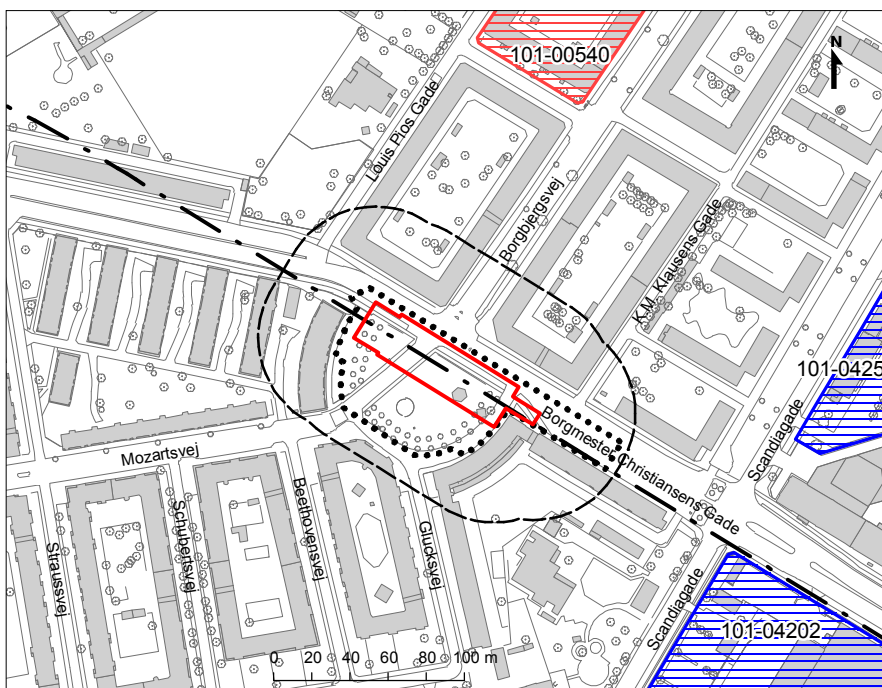 101-00540
N
Louis Pios Gade
Borgbjergsvej
K.M. Klausens Gade
101-0425
Scandiagade
Borgmester Christiansens Gade
Mozartsvej
Straussvej
Schubertsvej
Beethovensvej
Glucksvej
Scandiagade
101-04202
0 20 40 60 80 100 m